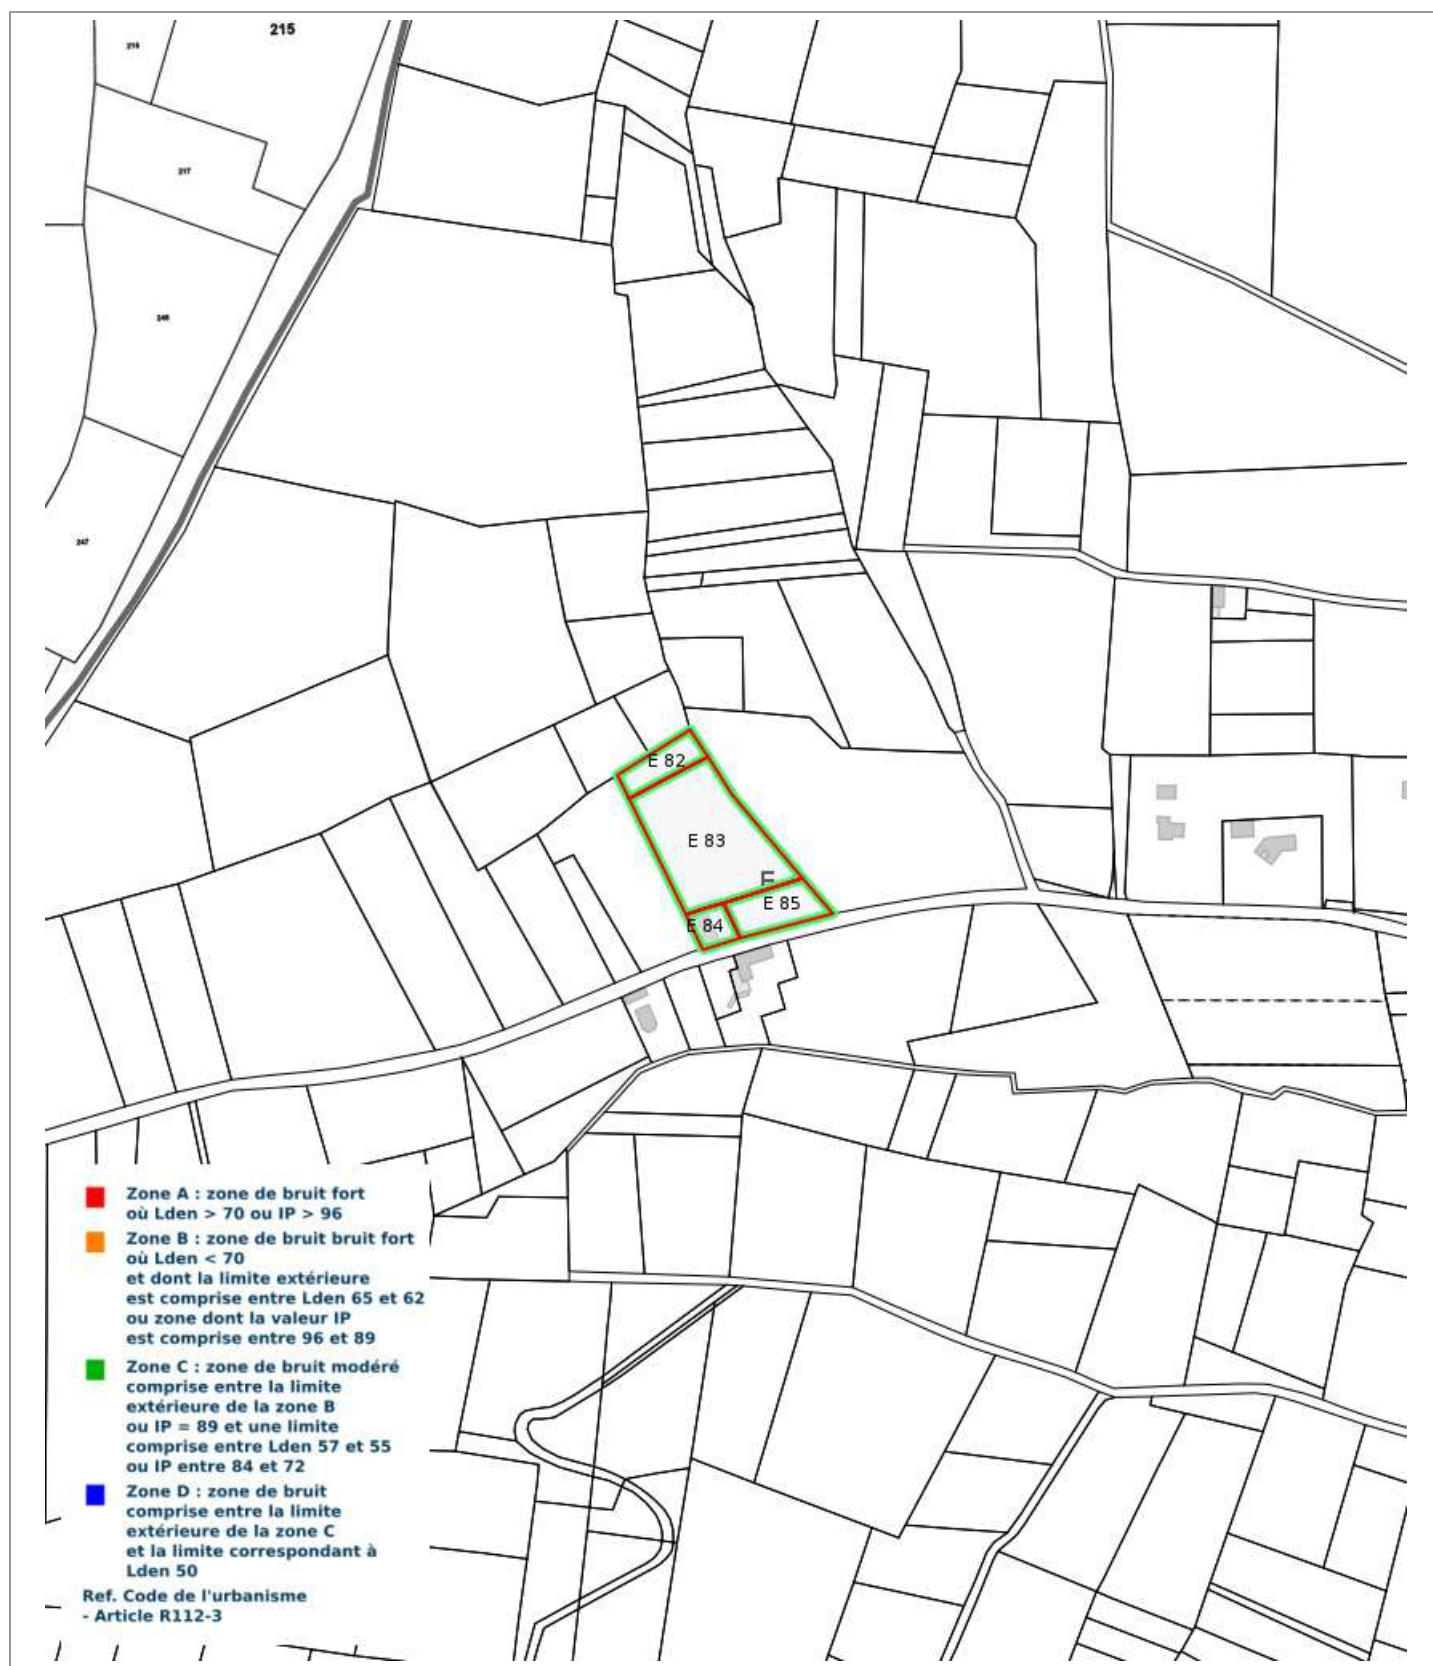 215
216
217
246
247
E 82
E 83
E 85
E 84
Zone A : zone de bruit fort
où Lden > 70 ou IP > 96
Zone B : zone de bruit bruit fort
où Lden < 70
et dont la limite extérieure
est comprise entre Lden 65 et 62
ou zone dont la valeur IP
est comprise entre 96 et 89
Zone C : zone de bruit modéré
comprise entre la limite
extérieure de la zone B
ou IP = 89 et une limite
comprise entre Lden 57 et 55
ou IP entre 84 et 72
Zone D : zone de bruit
comprise entre la limite
extérieure de la zone C
et la limite correspondant à
Lden 50
Ref. Code de l'urbanisme
- Article R112-3